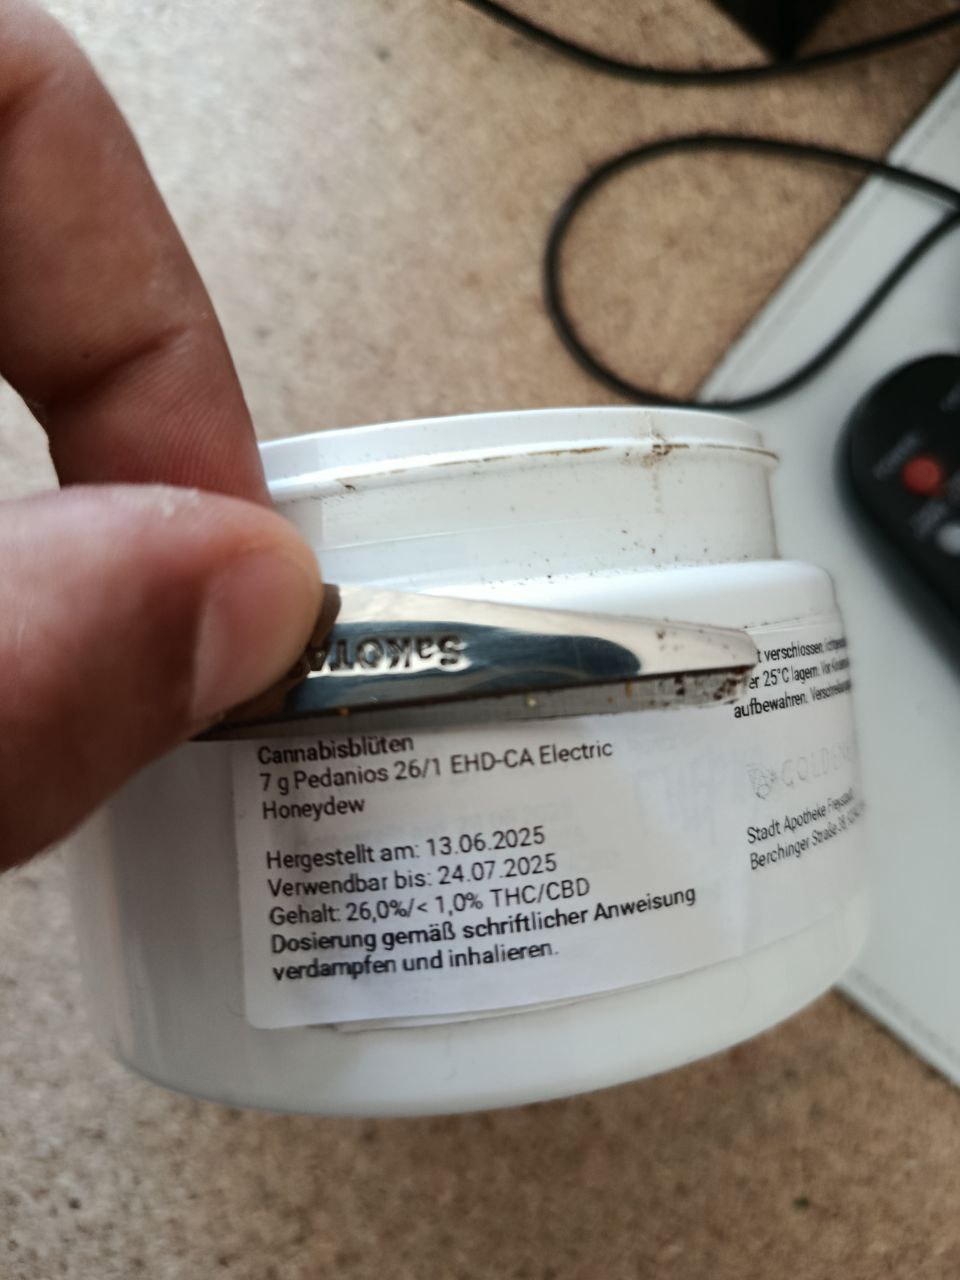 SaKOTA
Cannabisblüten
7 g Pedanios 26/1 EHD-CA Electric
Honeydew
Hergestellt am: 13.06.2025
Verwendbar bis: 24.07.2025
Gehalt: 26,0%/< 1,0% THC/CBD
Dosierung gemäß schriftlicher Anweisung
verdampfen und inhalieren.
t verschlossen,
er 25°C lagern. Vor
aufbewahren.
GOLD
Stadt Apotheke
Berchinger Straße